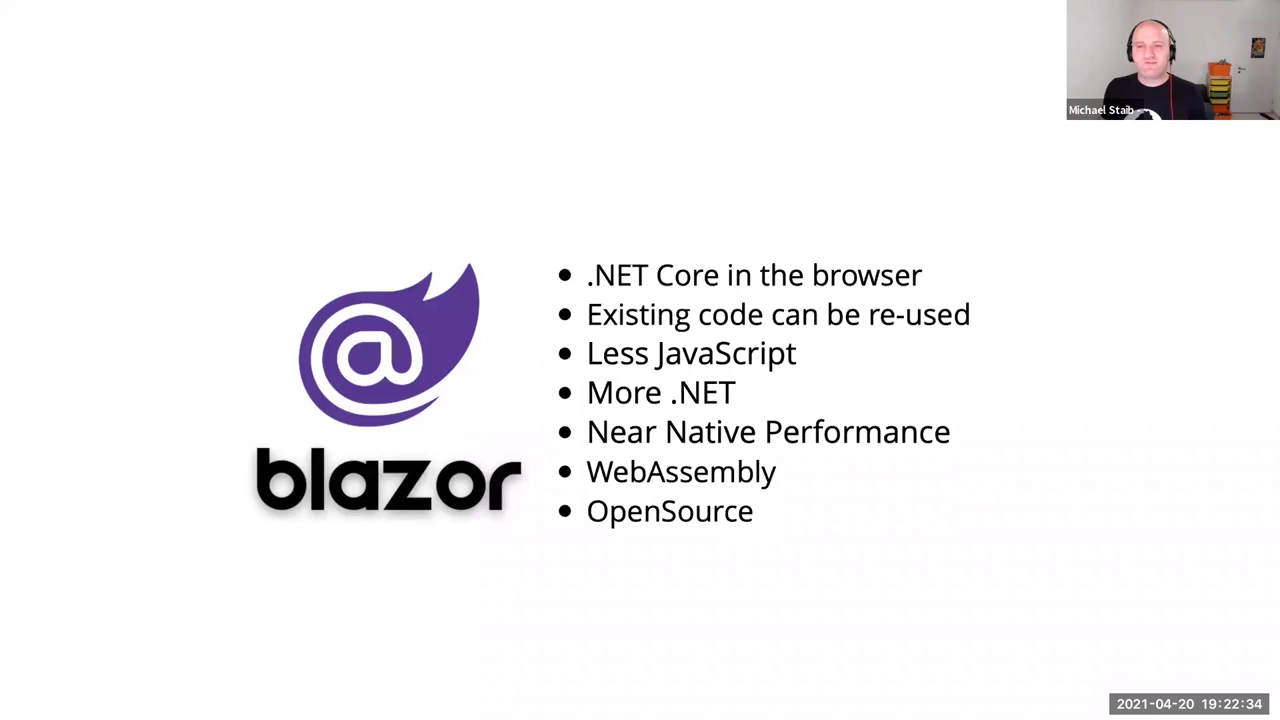 Michael Staib
@
blazor
.NET Core in the browser
Existing code can be re-used
Less JavaScript
More .NET
Near Native Performance
WebAssembly
OpenSource
2021-04-20 19:22:34